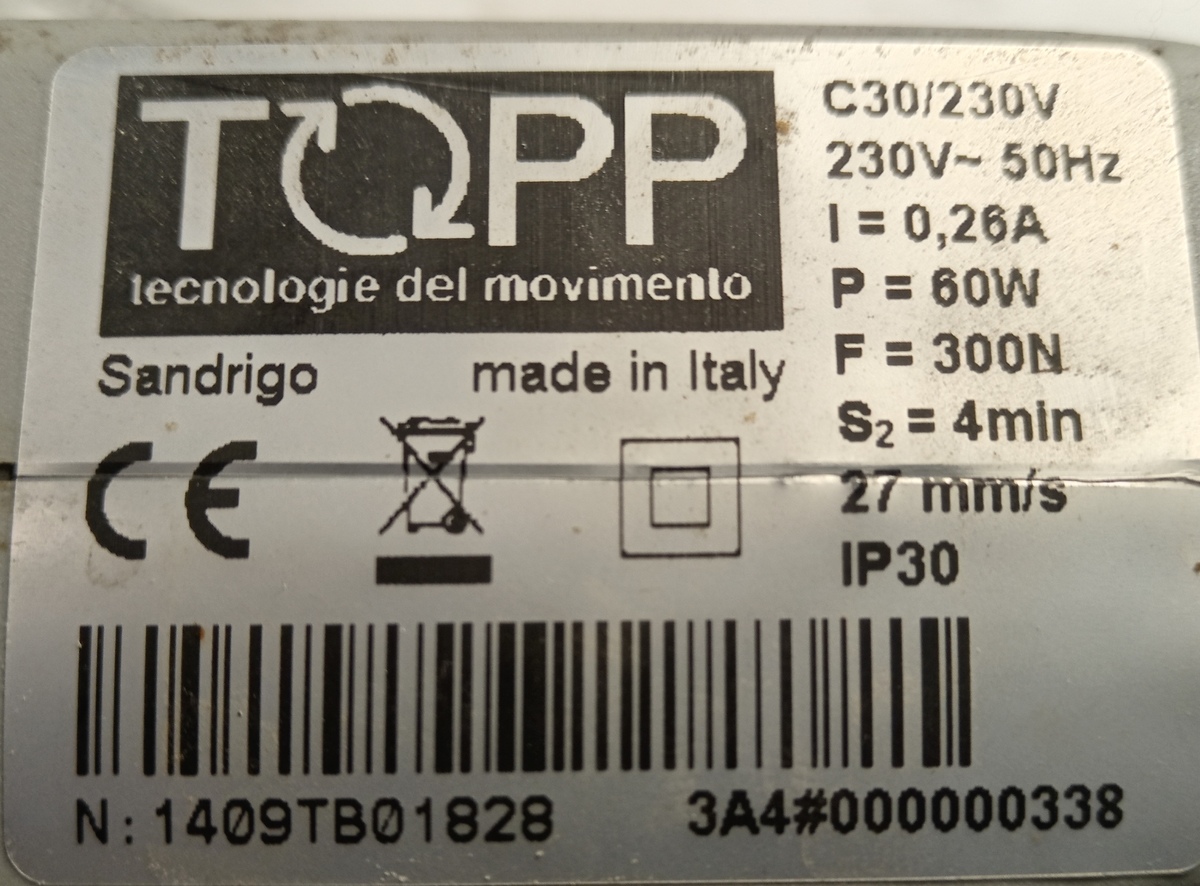 TOPP
tecnologie del movimento
Sandrigo made in Italy
C30/230V
230V~ 50Hz
I = 0,26A
P = 60W
F = 300N
S₂ = 4min
27 mm/s
IP30
CE
N: 1409TB01828 3A4#000000338